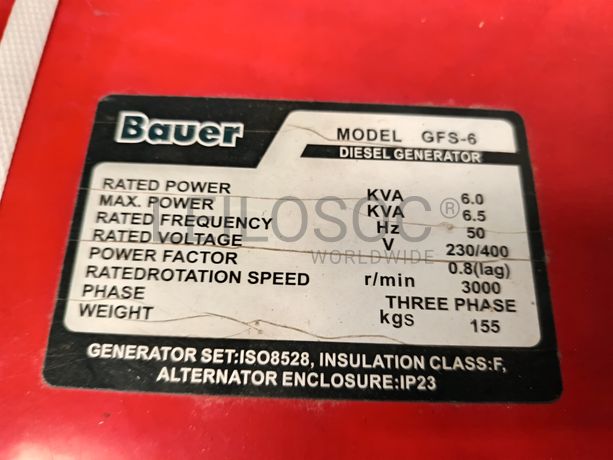 Bauer
MODEL GFS-6
DIESEL GENERATOR
RATED POWER KVA 6.0
MAX. POWER KVA 6.5
RATED FREQUENCY Hz 50
RATED VOLTAGE V 230/400
POWER FACTOR 0.8(lag)
RATEDROTATION SPEED r/min 3000
PHASE THREE PHASE
WEIGHT kgs 155
GENERATOR SET:ISO8528, INSULATION CLASS:F,
ALTERNATOR ENCLOSURE:IP23
WORLDWIDE